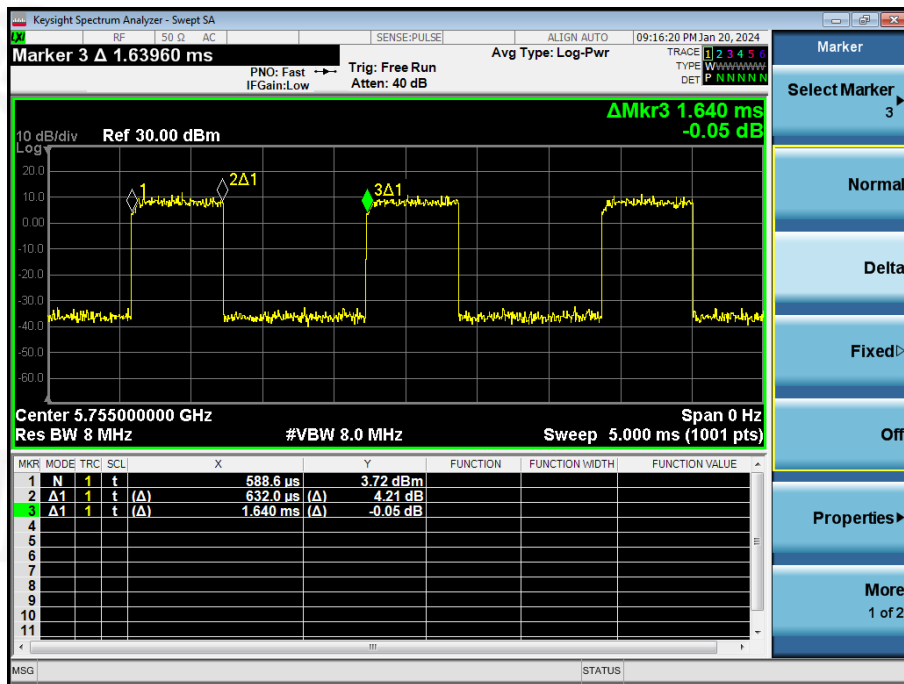 Keysight Spectrum Analyzer - Swept SA
LXI RF 50 Ω AC SENSE:PULSE ALIGN AUTO 09:16:20 PM Jan 20, 2024
Marker 3 Δ 1.63960 ms
PNO: Fast
IFGain:Low
Trig: Free Run
Atten: 40 dB
Avg Type: Log-Pwr
TRACE 1 2 3 4 5 6
TYPE W W W W W W
DET P N N N N N
ΔMkr3 1.640 ms
-0.05 dB
10 dB/div Ref 30.00 dBm
Log
20.0
10.0
0.00
-10.0
-20.0
-30.0
-40.0
-50.0
-60.0
1
2Δ1
3Δ1
Center 5.755000000 GHz Span 0 Hz
Res BW 8 MHz #VBW 8.0 MHz Sweep 5.000 ms (1001 pts)
MKR MODE TRC SCL X Y FUNCTION FUNCTION WIDTH FUNCTION VALUE
1 N 1 t 588.6 µs 3.72 dBm
2 Δ1 1 t (Δ) 632.0 µs (Δ) 4.21 dB
3 Δ1 1 t (Δ) 1.640 ms (Δ) -0.05 dB
4
5
6
7
8
9
10
11
MSG STATUS
Marker
Select Marker
3
Normal
Delta
Fixed
Off
Properties
More
1 of 2